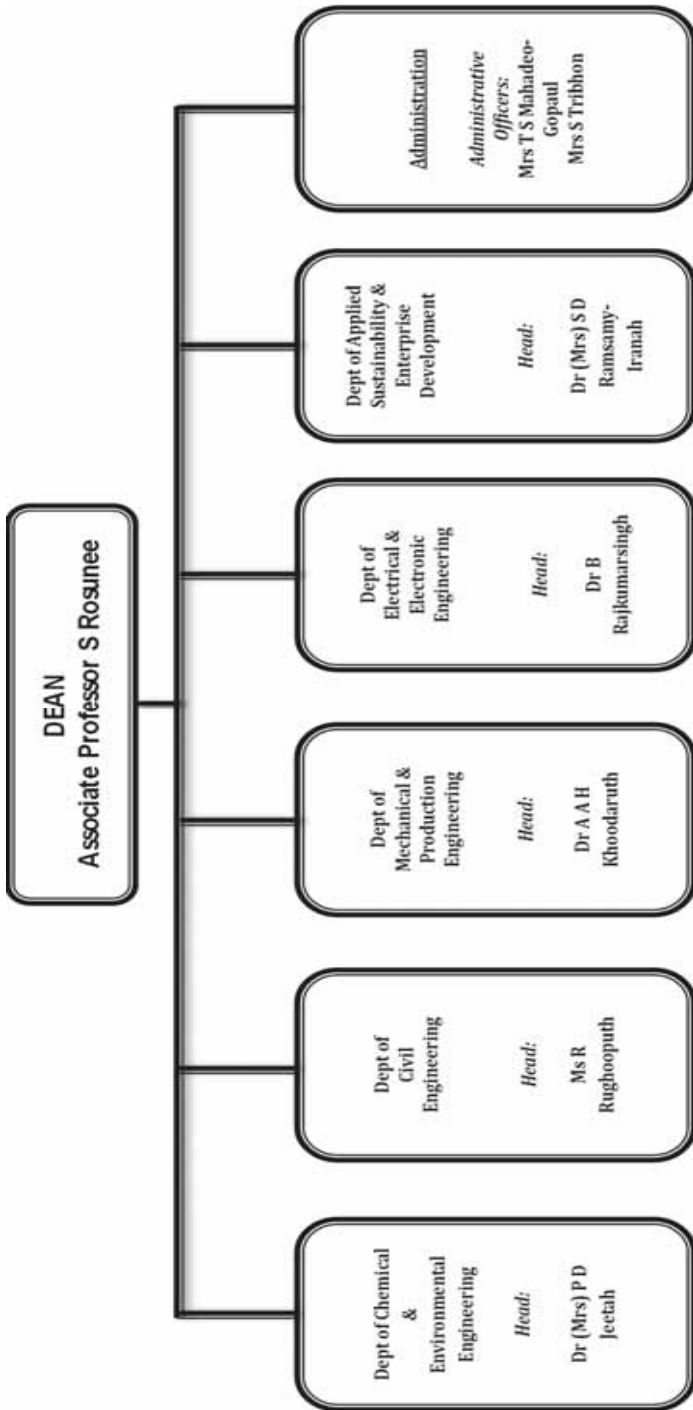 DEAN
Associate Professor S Rosunee
Dept of Chemical
&
Environmental
Engineering
Head:
Dr (Mrs) P D
Jeetah
Dept of
Civil
Engineering
Head:
Ms R
Rughooputh
Dept of
Mechanical &
Production
Engineering
Head:
Dr A A H
Khoodaruth
Dept of
Electrical &
Electronic
Engineering
Head:
Dr B
Rajkumarsingh
Dept of Applied
Sustainability &
Enterprise
Development
Head:
Dr (Mrs) S D
Ramsamy-
Iranah
Administration
Administrative
Officers:
Mrs T S Mahadeo-
Gopaul
Mrs S Tribhon